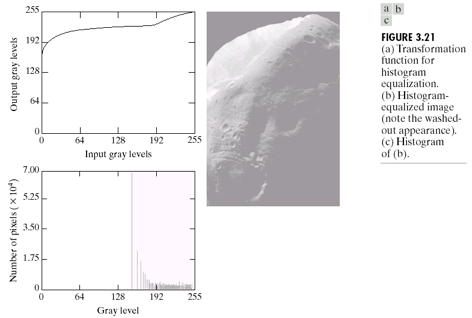 255
192
128
64
0
Output gray levels
0 64 128 192 255
Input gray levels
7.00
5.25
3.50
1.75
0
Number of pixels ( × 10⁴)
0 64 128 192 255
Gray level
a b
c
FIGURE 3.21
(a) Transformation
function for
histogram
equalization.
(b) Histogram-
equalized image
(note the washed-
out appearance).
(c) Histogram
of (b).